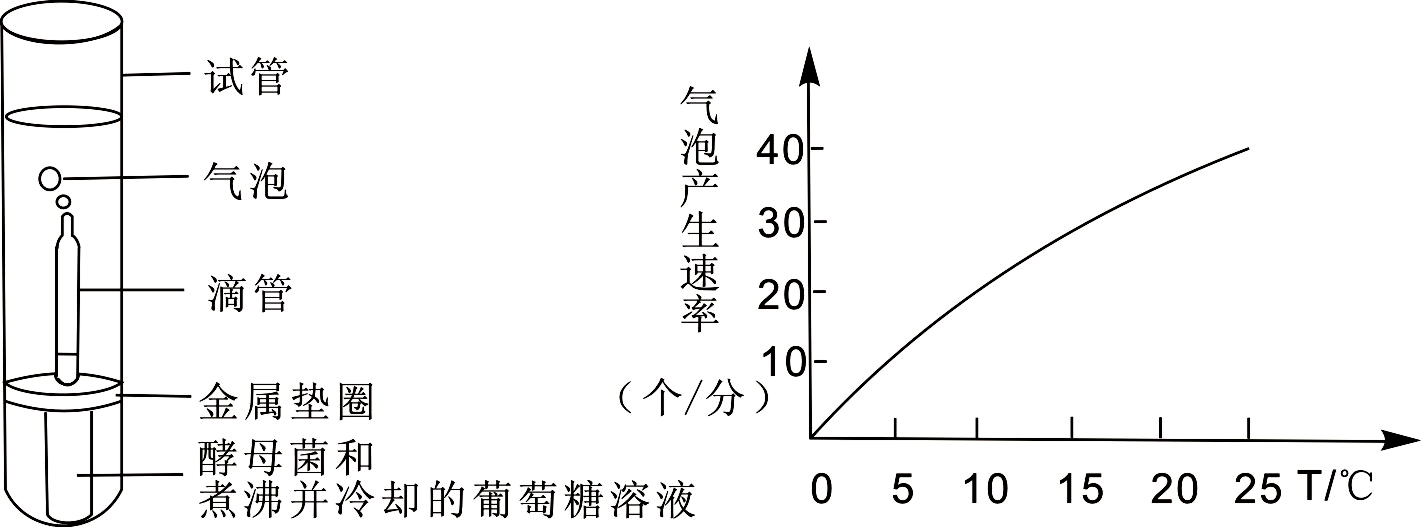 试管
气泡
滴管
金属垫圈
酵母菌和
煮沸并冷却的葡萄糖溶液
气泡产生速率
（个/分）
40
30
20
10
0 5 10 15 20 25 T/℃